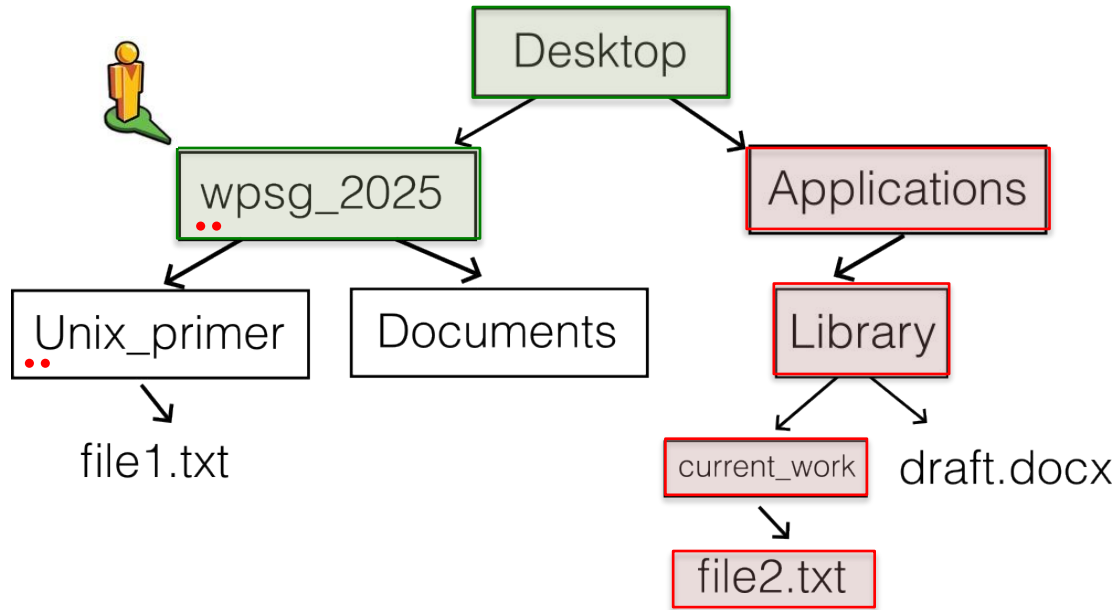 Desktop
wpsg_2025
Applications
Unix_primer
Documents
Library
file1.txt
current_work
draft.docx
file2.txt